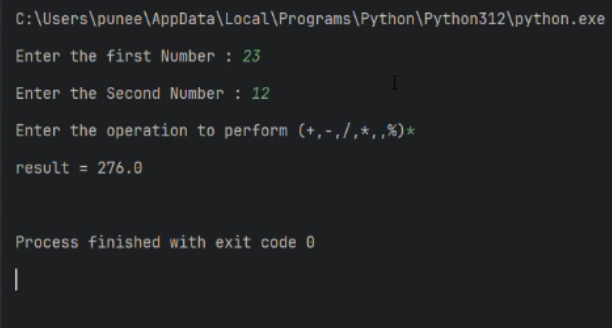 C:\Users\punee\AppData\Local\Programs\Python\Python312\python.exe
Enter the first Number : 23
Enter the Second Number : 12
Enter the operation to perform (+,-,/,*,,%)*
result = 276.0
Process finished with exit code 0